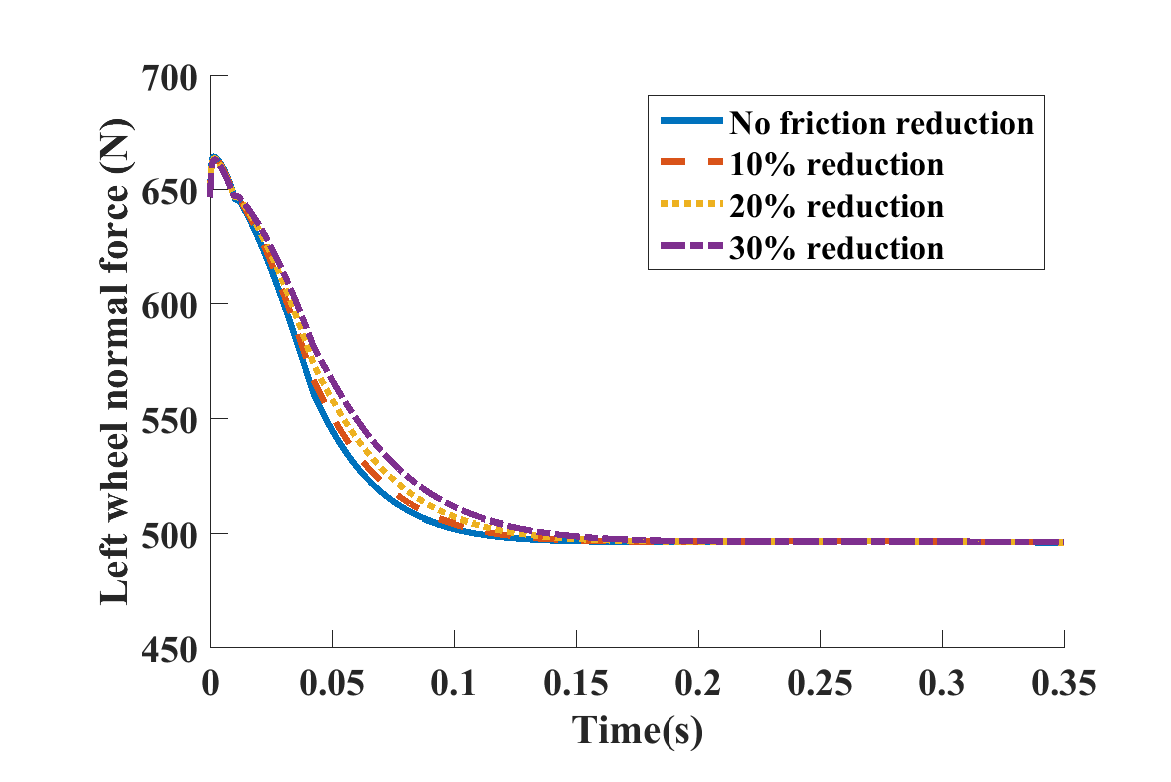 700
650
600
550
500
450
Left wheel normal force (N)
No friction reduction
10% reduction
20% reduction
30% reduction
0
0.05
0.1
0.15
0.2
0.25
0.3
0.35
Time(s)